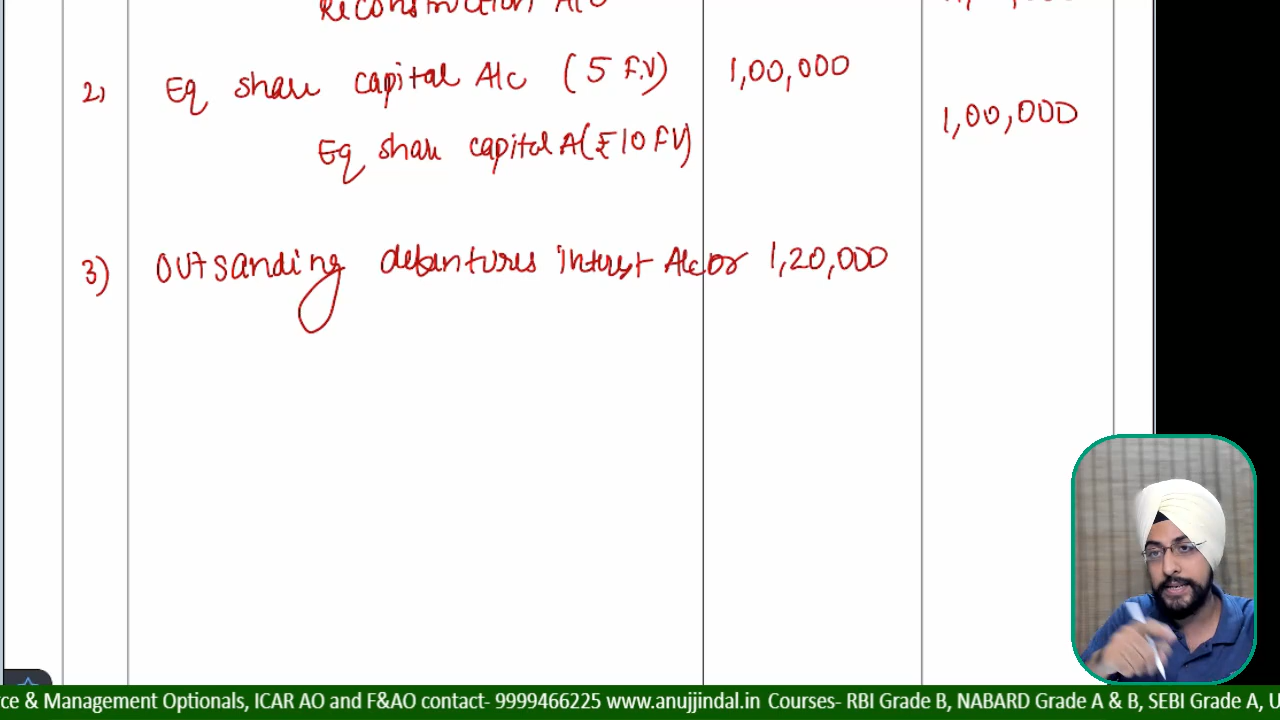 Reconstruction A/c
2) Eq share capital A/c (5 F.V) 1,00,000
Eq share capital A(₹10 F.V) 1,00,000
3) Outsanding debentures interest A/c Dr 1,20,000
ce & Management Optionals, ICAR AO and F&AO contact- 9999466225 www.anujjindal.in Courses- RBI Grade B, NABARD Grade A & B, SEBI Grade A, U